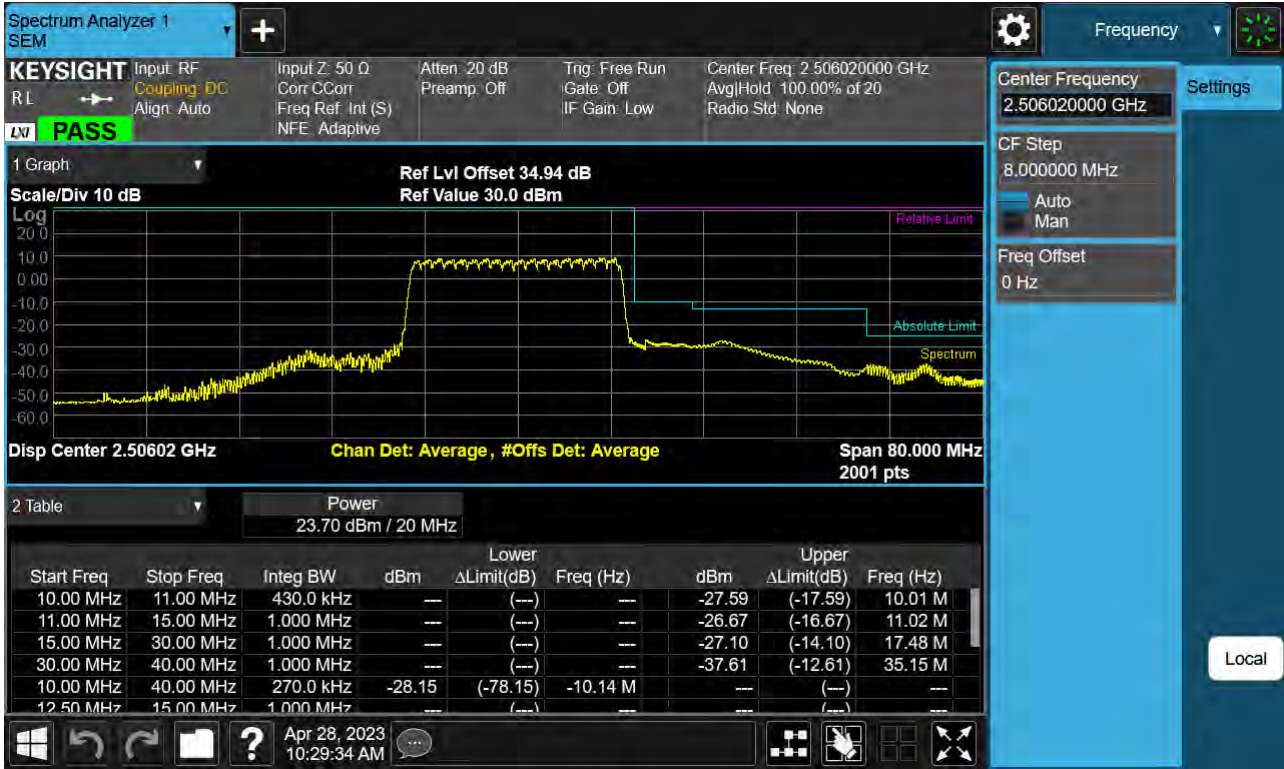 Spectrum Analyzer 1
SEM
+
Frequency
KEYSIGHT
RL
LXI
PASS
Input: RF
Coupling: DC
Align: Auto
Input Z: 50 Ω
Corr CCorr
Freq Ref: Int (S)
NFE: Adaptive
Atten: 20 dB
Preamp: Off
Trig: Free Run
Gate: Off
IF Gain: Low
Center Freq: 2.506020000 GHz
Avg|Hold: 100.00% of 20
Radio Std: None
Center Frequency
2.506020000 GHz
Settings
CF Step
8.000000 MHz
Auto
Man
Freq Offset
0 Hz
1 Graph
Scale/Div 10 dB
Ref Lvl Offset 34.94 dB
Ref Value 30.0 dBm
Log
20.0
10.0
0.00
-10.0
-20.0
-30.0
-40.0
-50.0
-60.0
Relative Limit
Absolute Limit
Spectrum
Disp Center 2.50602 GHz Chan Det: Average, #Offs Det: Average Span 80.000 MHz
2001 pts
2 Table
Power
23.70 dBm / 20 MHz
Lower Upper
Start Freq Stop Freq Integ BW dBm ΔLimit(dB) Freq (Hz) dBm ΔLimit(dB) Freq (Hz)
10.00 MHz 11.00 MHz 430.0 kHz --- (---) --- -27.59 (-17.59) 10.01 M
11.00 MHz 15.00 MHz 1.000 MHz --- (---) --- -26.67 (-16.67) 11.02 M
15.00 MHz 30.00 MHz 1.000 MHz --- (---) --- -27.10 (-14.10) 17.48 M
30.00 MHz 40.00 MHz 1.000 MHz --- (---) --- -37.61 (-12.61) 35.15 M
10.00 MHz 40.00 MHz 270.0 kHz -28.15 (-78.15) -10.14 M --- (---) ---
12.50 MHz 15.00 MHz 1.000 MHz --- (---) --- --- (---) ---
Local
?
Apr 28, 2023
10:29:34 AM